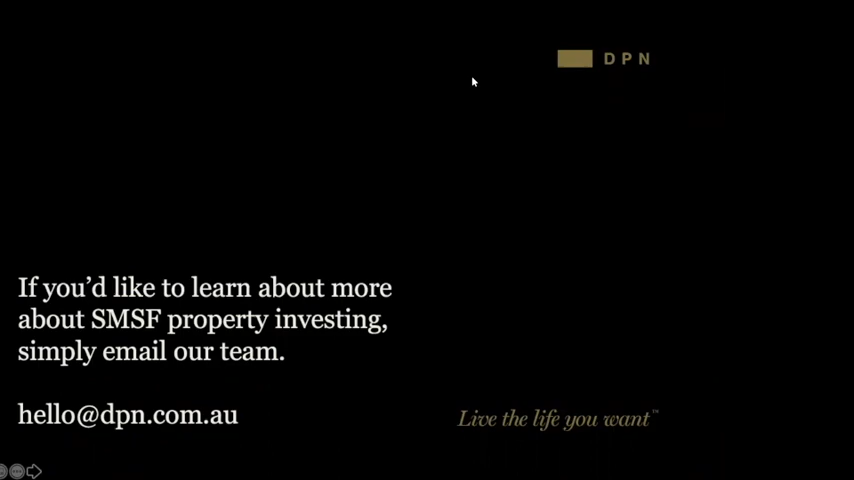 DPN
If you’d like to learn about more
about SMSF property investing,
simply email our team.
hello@dpn.com.au
Live the life you want™